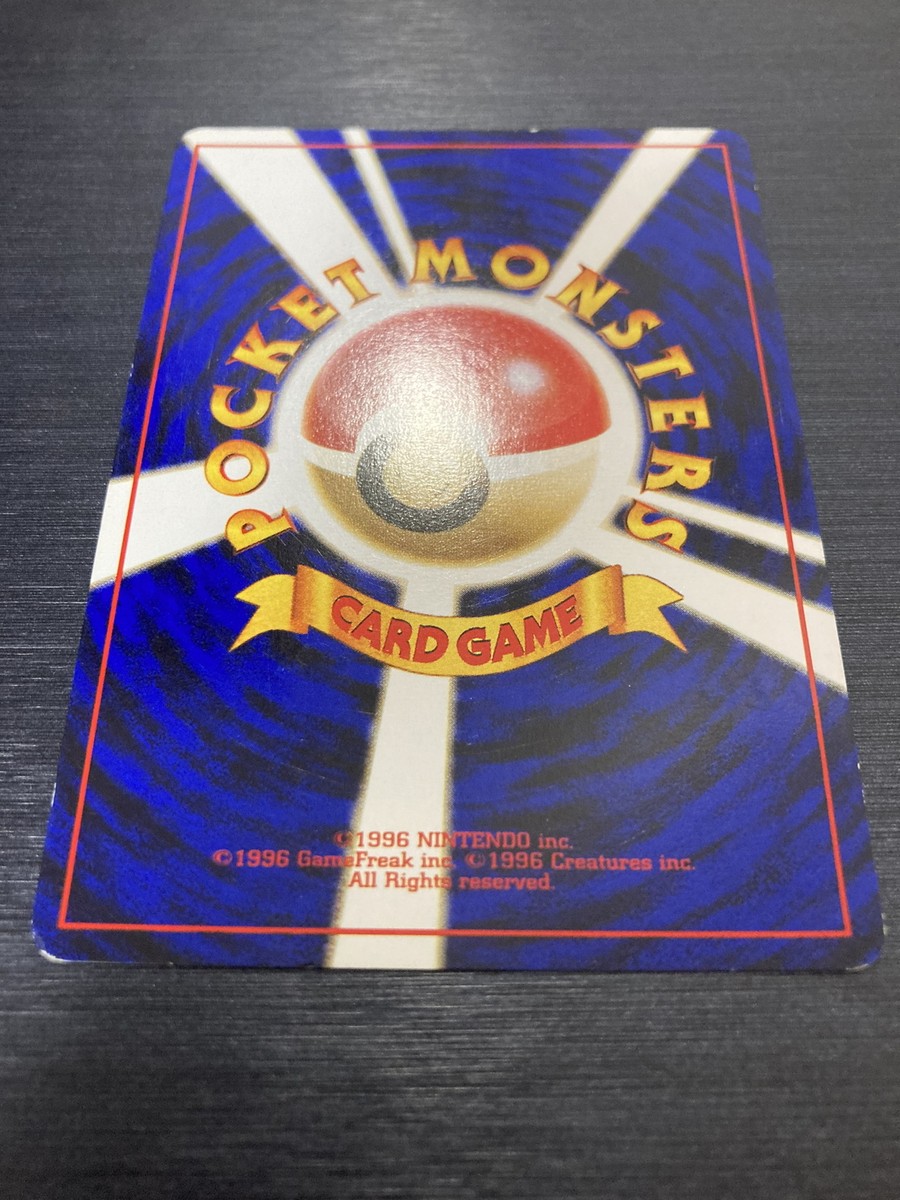 POCKET MONSTERS
CARD GAME
©1996 NINTENDO inc.
©1996 GameFreak inc. ©1996 Creatures inc.
All Rights reserved.